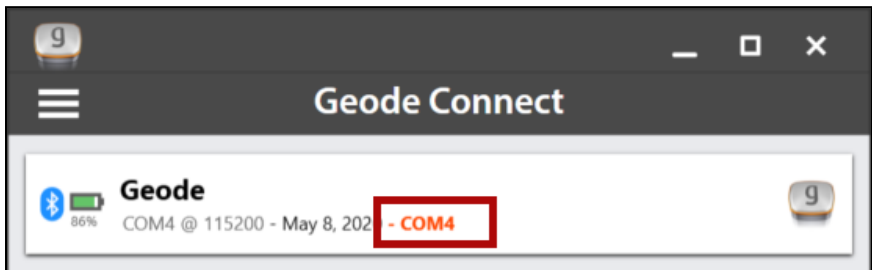 g
Geode Connect
Geode
g
86%
COM4 @ 115200 - May 8, 202 - COM4